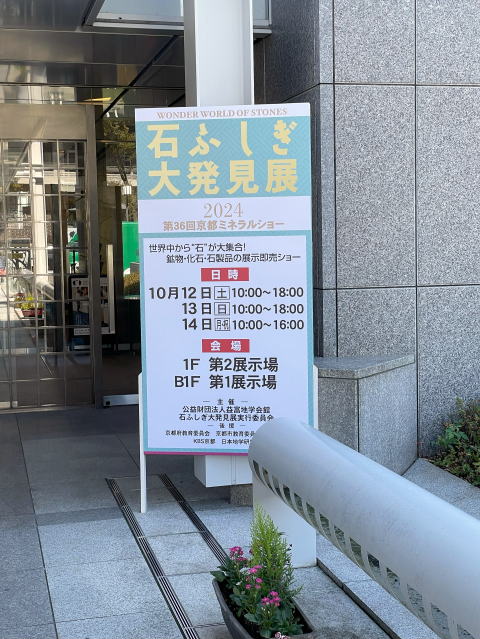 WONDER WORLD OF STONES
石ふしぎ
大発見展
2024
第36回京都ミネラルショー
世界中から“石”が大集合!
鉱物・化石・石製品の展示即売ショー
日時
10月12日 土 10:00〜18:00
13日 日 10:00〜18:00
14日 月・祝 10:00〜16:00
会場
1F 第2展示場
B1F 第1展示場
― 主催 ―
公益財団法人益富地学会館
石ふしぎ大発見展実行委員会
― 後援 ―
京都府教育委員会 京都市教育委員
KBS京都 日本地学研